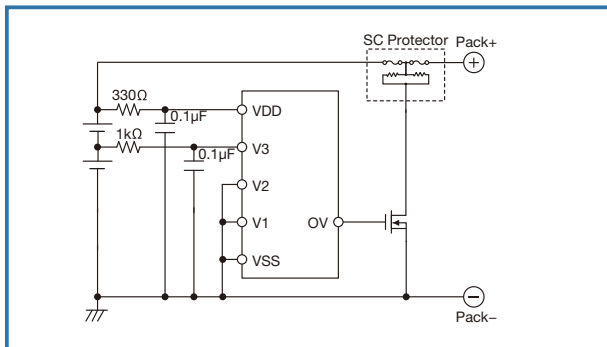 SC Protector
Pack+
330Ω
0.1μF
VDD
1kΩ
0.1μF
V3
V2
V1
OV
VSS
Pack−